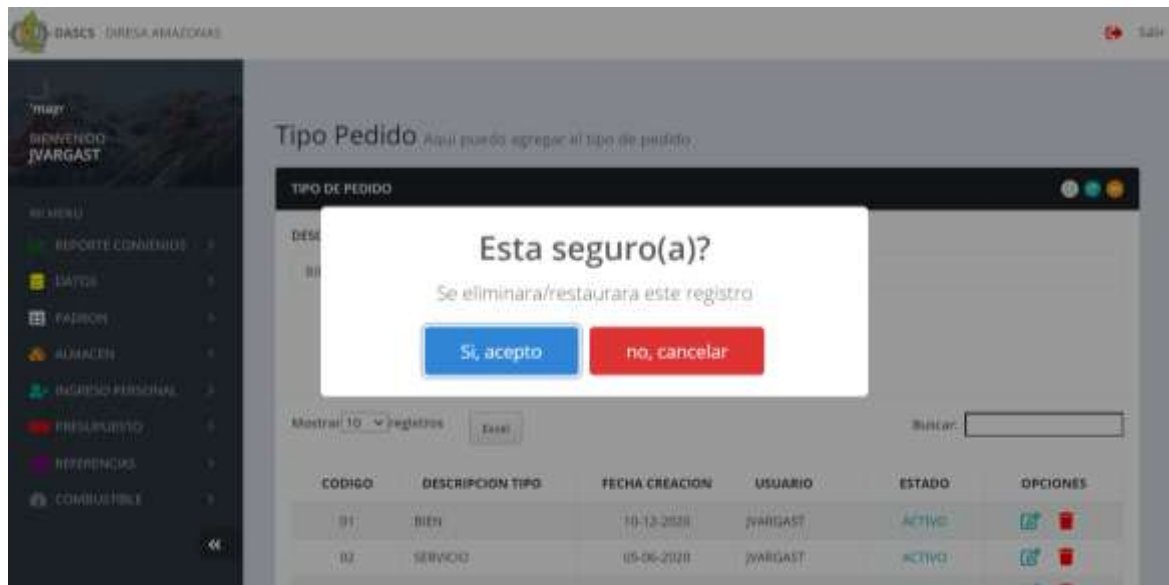 DASCS DIRESA AMAZONAS
Salir
BIENVENIDO
JVARGAST
MI MENU
REPORTE CONVENIOS
DATOS
PADRON
ALMACEN
INGRESO PERSONAL
PRESUPUESTO
REFERENCIAS
COMBUSTIBLE
Tipo Pedido Aqui puedo agregar el tipo de pedido
TIPO DE PEDIDO
Esta seguro(a)?
Se eliminara/restaurara este registro
Si, acepto no, cancelar
Mostrar 10 registros Excel Buscar:
CODIGO DESCRIPCION TIPO FECHA CREACION USUARIO ESTADO OPCIONES
01 BIEN 10-12-2020 JVARGAST ACTIVO
02 SERVICIO 05-06-2020 JVARGAST ACTIVO